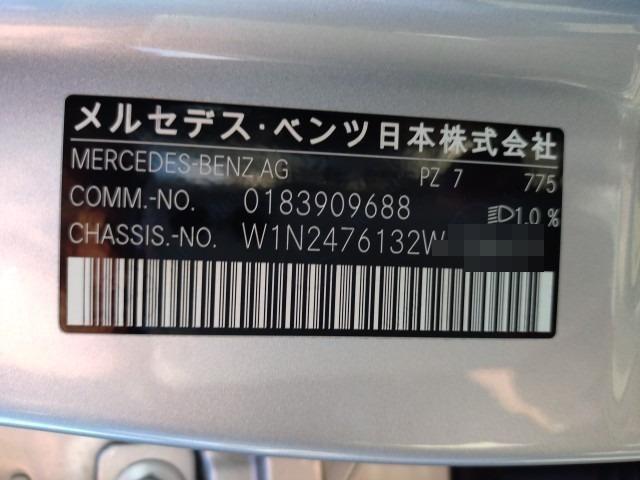 メルセデス・ベンツ日本株式会社
MERCEDES-BENZ AG PZ 7 775
COMM.-NO. 0183909688 1.0 %
CHASSIS.-NO. W1N2476132W